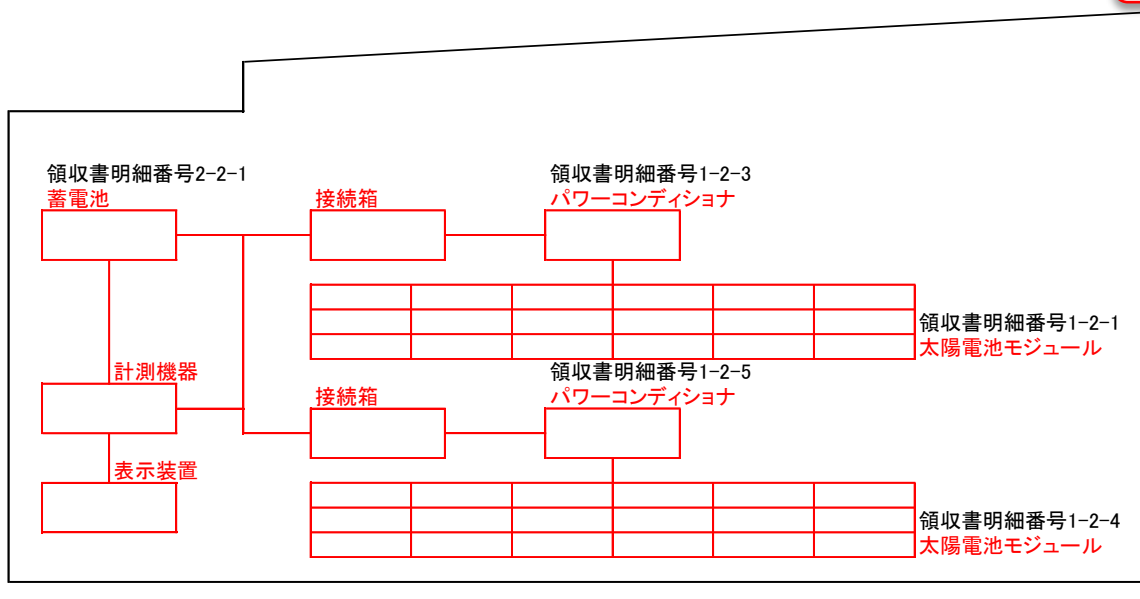 領収書明細番号2-2-1
蓄電池
接続箱
領収書明細番号1-2-3
パワーコンディショナ
領収書明細番号1-2-1
太陽電池モジュール
計測機器
接続箱
領収書明細番号1-2-5
パワーコンディショナ
表示装置
領収書明細番号1-2-4
太陽電池モジュール